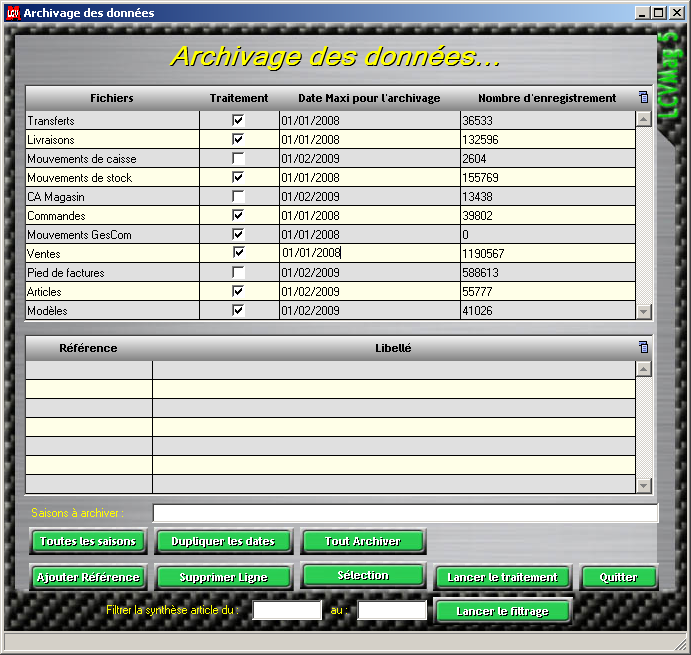 LCV Archivage des données
Archivage des données...
LCVMag 5
Fichiers Traitement Date Maxi pour l'archivage Nombre d'enregistrement
Transferts 01/01/2008 36533
Livraisons 01/01/2008 132596
Mouvements de caisse 01/02/2009 2604
Mouvements de stock 01/01/2008 155769
CA Magasin 01/02/2009 13438
Commandes 01/01/2008 39802
Mouvements GesCom 01/01/2008 0
Ventes 01/01/2008 1190567
Pied de factures 01/02/2009 588613
Articles 01/02/2009 55777
Modèles 01/02/2009 41026
Référence Libellé
Saisons à archiver :
Toutes les saisons Dupliquer les dates Tout Archiver
Ajouter Référence Supprimer Ligne Sélection Lancer le traitement Quitter
Filtrer la synthèse article du : au : Lancer le filtrage